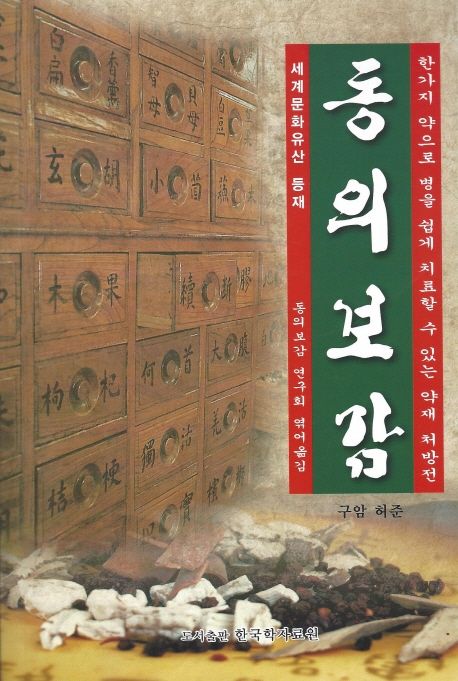 한가지 약으로 병을 쉽게 치료할 수 있는 약재 처방전
동의보감
세계문화유산 등재
동의보감 연구회 엮어옮김
구암 허준
도서출판 한국학자료원
白扁
香薷
智母
貝母
玄胡
小茴
木果
續斷
膠
枸杞
何首
大腹
桔梗
獨活
羌活